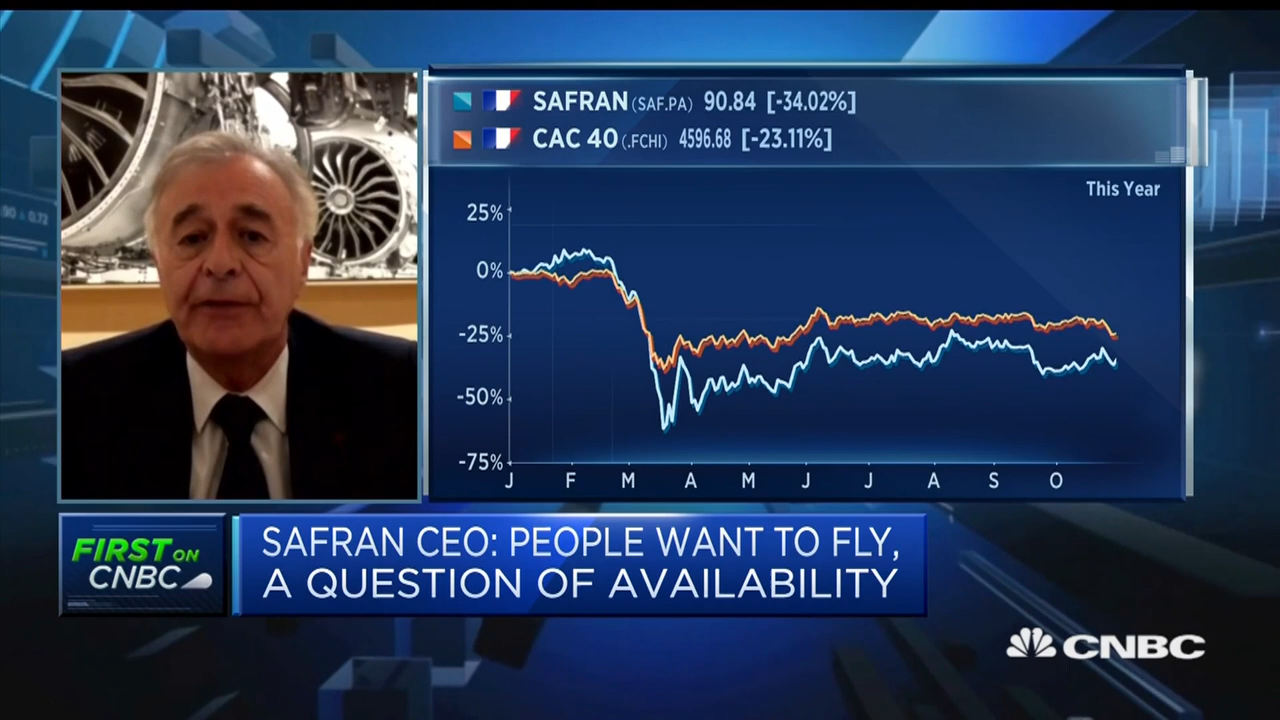 SAFRAN (SAF.PA) 90.84 [-34.02%]
CAC 40 (.FCHI) 4596.68 [-23.11%]
This Year
25%
0%
-25%
-50%
-75%
J F M A M J J A S O
FIRST ON
CNBC
SAFRAN CEO: PEOPLE WANT TO FLY,
A QUESTION OF AVAILABILITY
CNBC